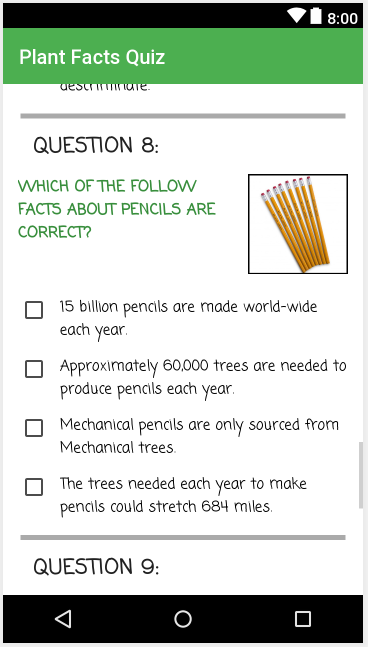 8:00
Plant Facts Quiz
descriminate.
QUESTION 8:
WHICH OF THE FOLLOW
FACTS ABOUT PENCILS ARE
CORRECT?
15 billion pencils are made world-wide
each year.
Approximately 60,000 trees are needed to
produce pencils each year.
Mechanical pencils are only sourced from
Mechanical trees.
The trees needed each year to make
pencils could stretch 684 miles.
QUESTION 9: